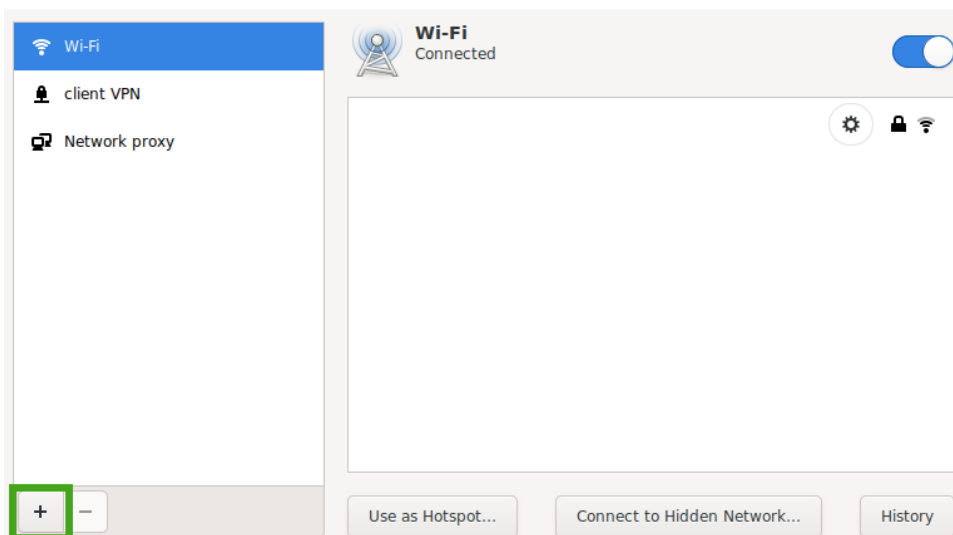 Wi-Fi
client VPN
Network proxy
Wi-Fi
Connected
+ −
Use as Hotspot... Connect to Hidden Network... History